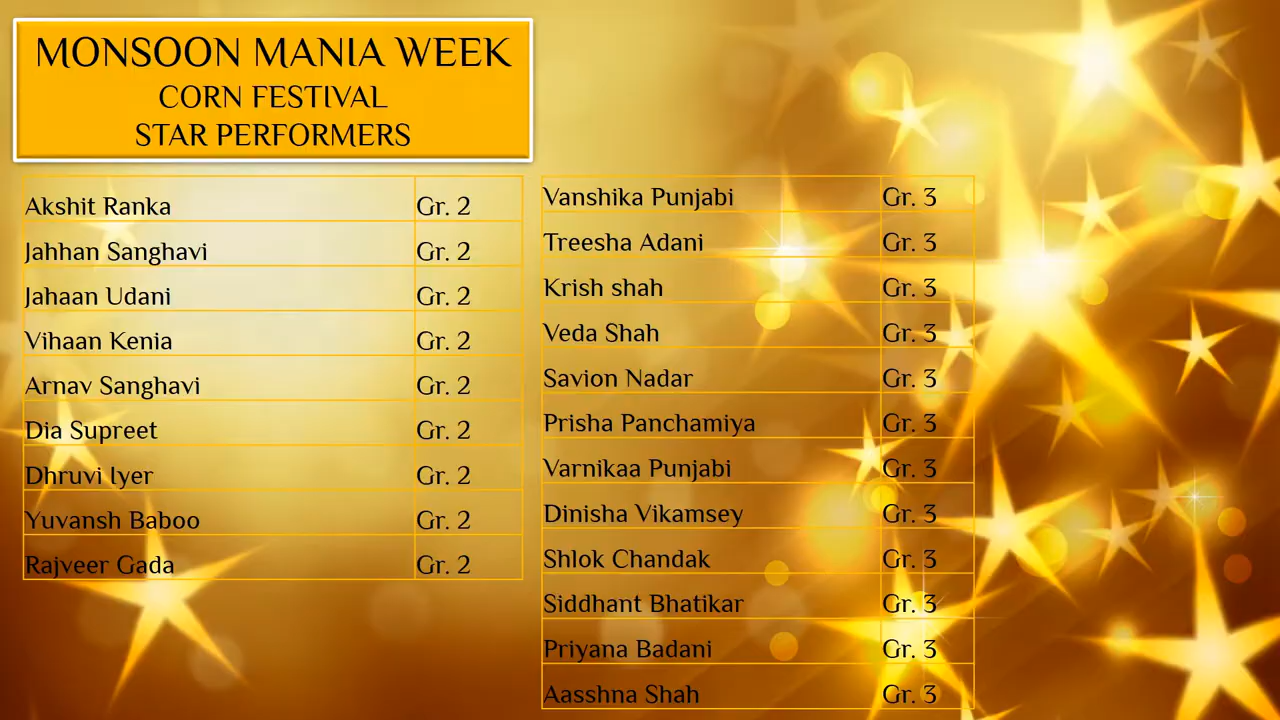 MONSOON MANIA WEEK
CORN FESTIVAL
STAR PERFORMERS
Akshit Ranka Gr. 2
Jahhan Sanghavi Gr. 2
Jahaan Udani Gr. 2
Vihaan Kenia Gr. 2
Arnav Sanghavi Gr. 2
Dia Supreet Gr. 2
Dhruvi Iyer Gr. 2
Yuvansh Baboo Gr. 2
Rajveer Gada Gr. 2
Vanshika Punjabi Gr. 3
Treesha Adani Gr. 3
Krish shah Gr. 3
Veda Shah Gr. 3
Savion Nadar Gr. 3
Prisha Panchamiya Gr. 3
Varnikaa Punjabi Gr. 3
Dinisha Vikamsey Gr. 3
Shlok Chandak Gr. 3
Siddhant Bhatikar Gr. 3
Priyana Badani Gr. 3
Aasshna Shah Gr. 3